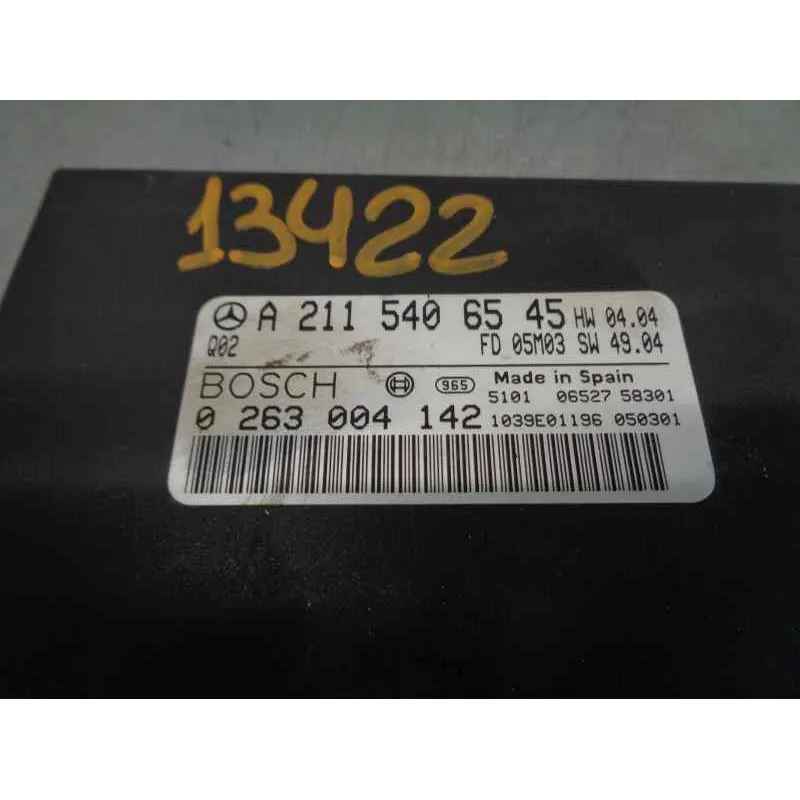 13422
A 211 540 65 45 HW 04.04
Q02 FD 05M03 SW 49.04
BOSCH 965 Made in Spain
5101 06527 58301
0 263 004 142 1039E01196 050301